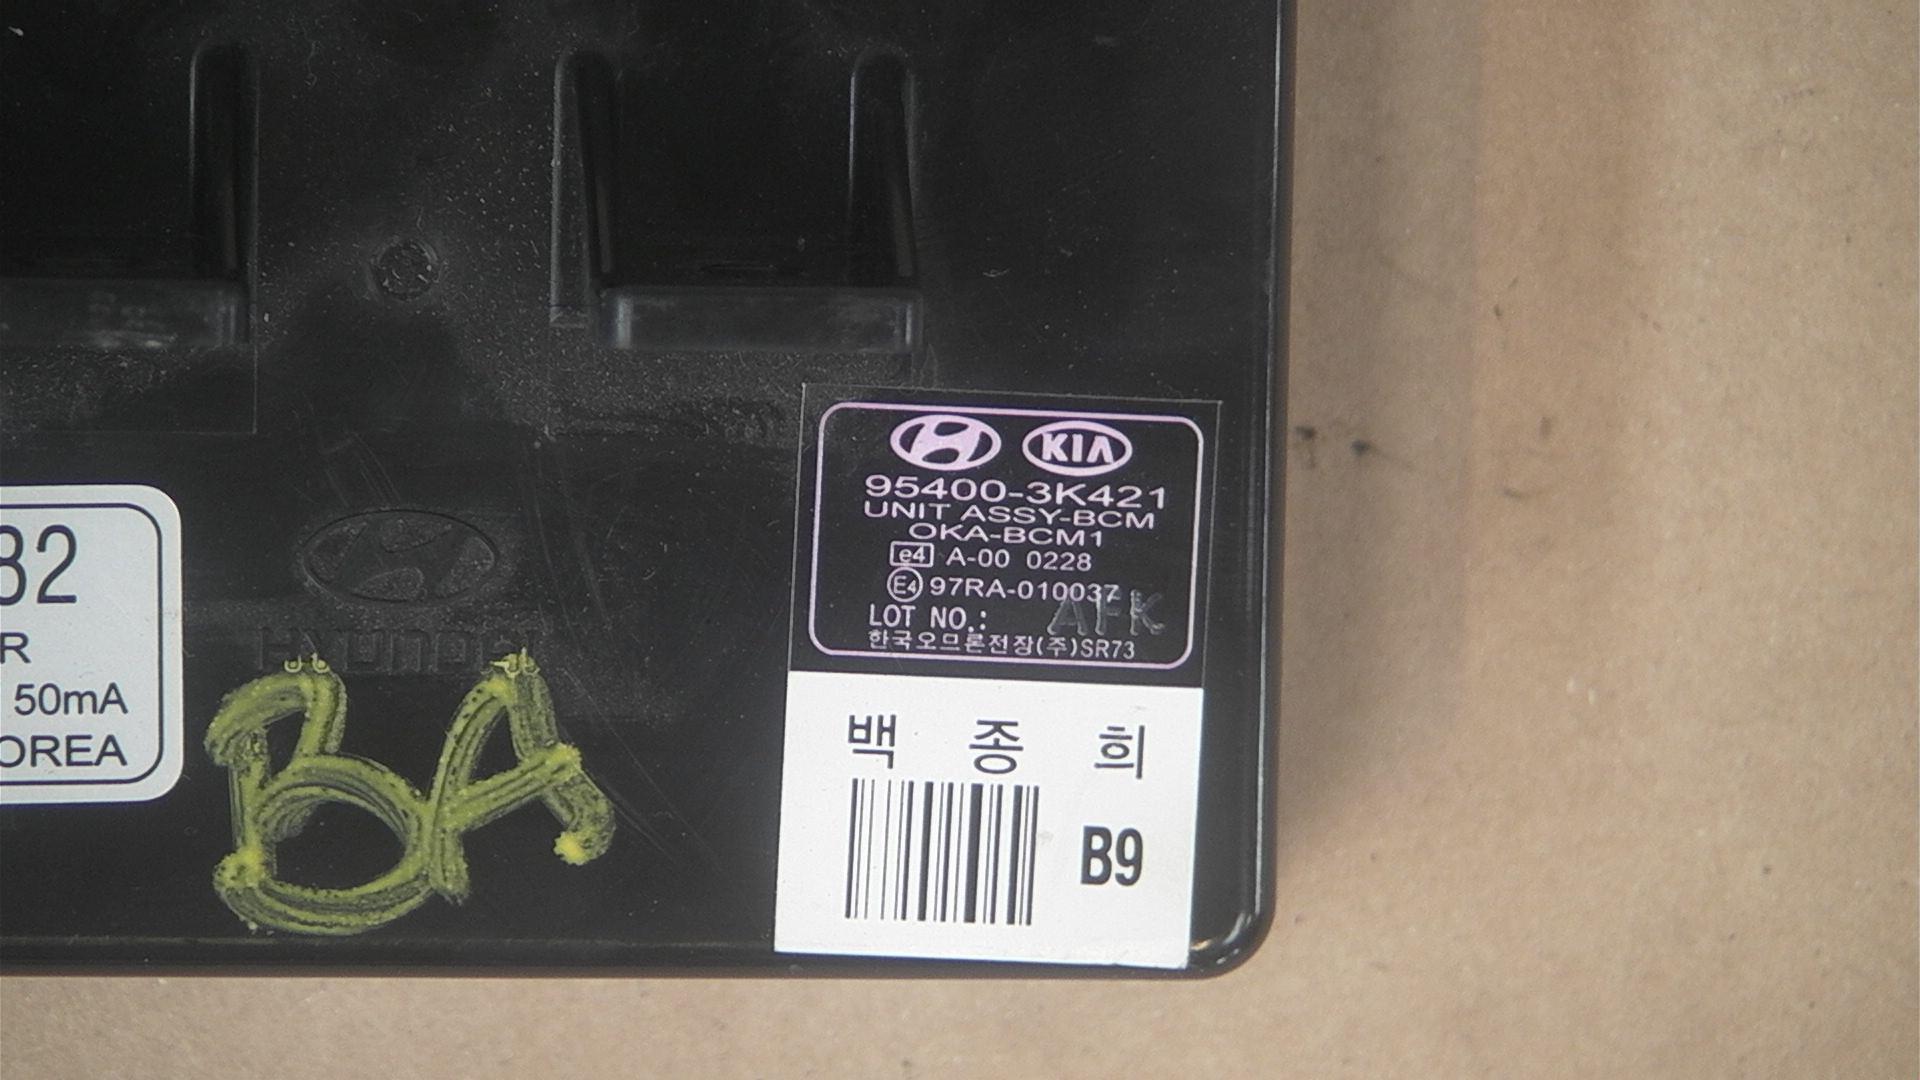 KIA
95400-3K421
UNIT ASSY-BCM
OKA-BCM1
e4 A-00 0228
E4 97RA-010037
LOT NO.: AFK
한국오므론전장(주)SR73
백 종 희
B9
82
R
50mA
OREA
HYUNDAI
BA